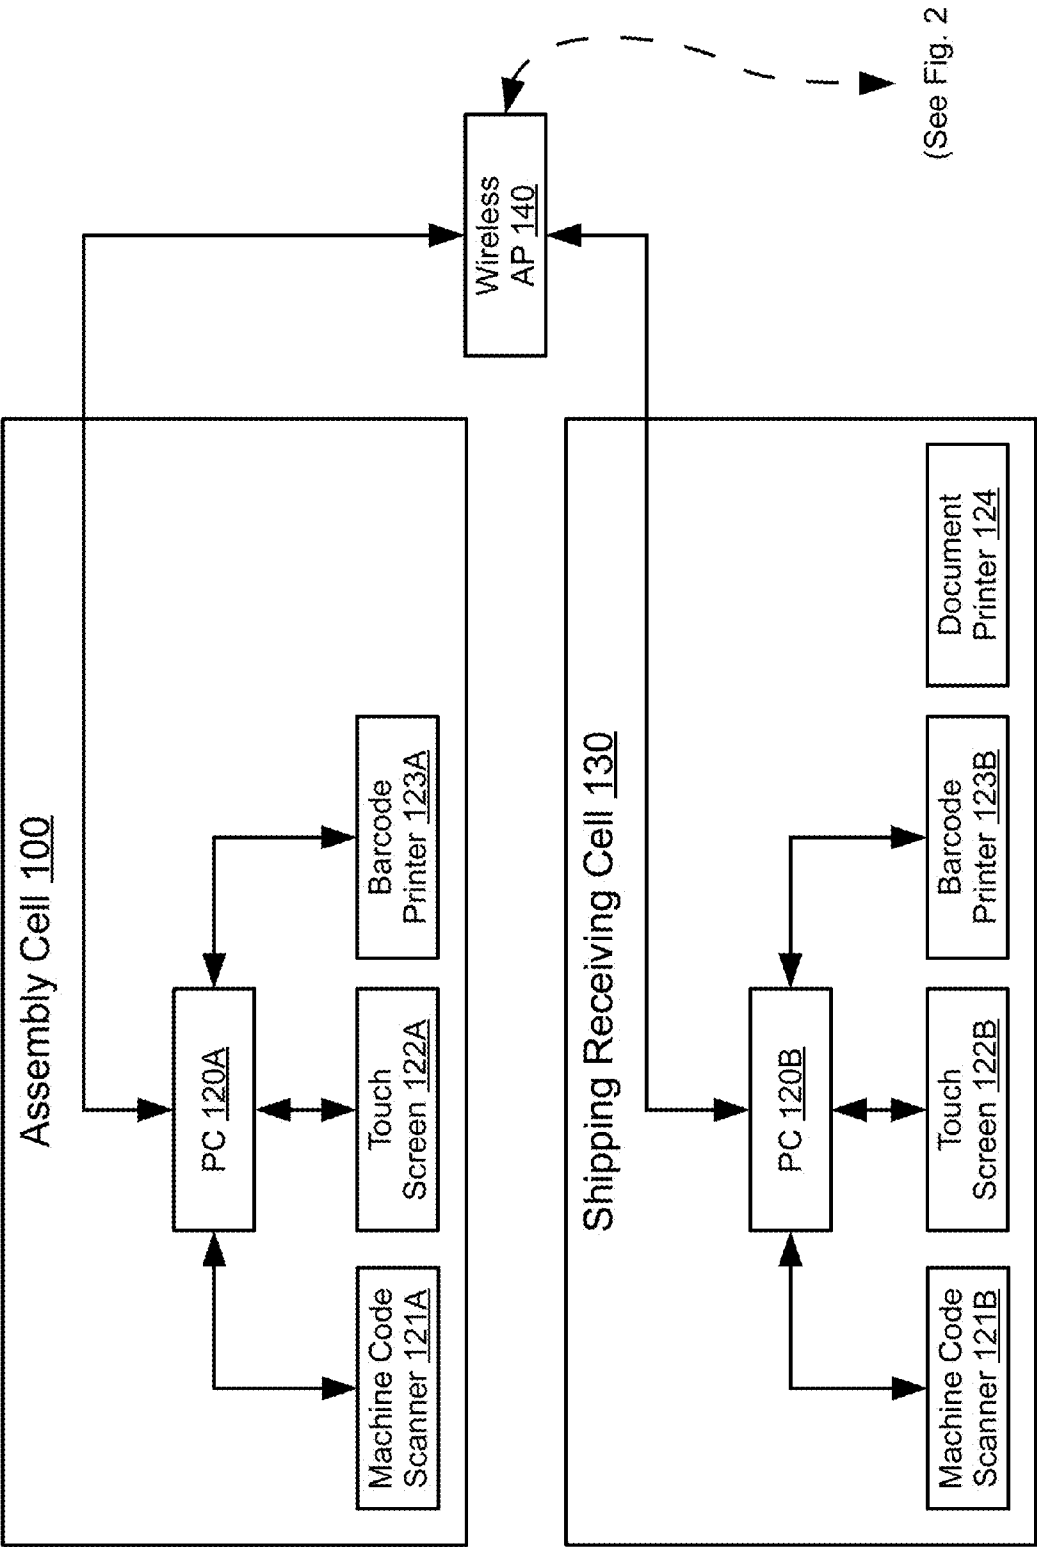 Assembly Cell 100
PC 120A
Machine Code
Scanner 121A
Touch
Screen 122A
Barcode
Printer 123A
Wireless
AP 140
(See Fig. 2
Shipping Receiving Cell 130
PC 120B
Machine Code
Scanner 121B
Touch
Screen 122B
Barcode
Printer 123B
Document
Printer 124